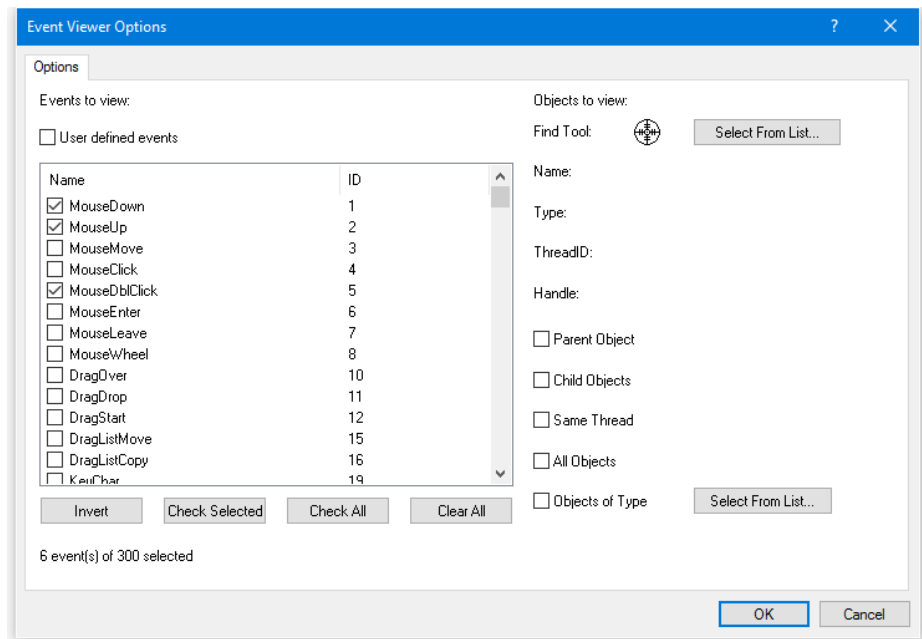 Event Viewer Options
?
Options
Events to view:
User defined events
Name ID
MouseDown 1
MouseUp 2
MouseMove 3
MouseClick 4
MouseDblClick 5
MouseEnter 6
MouseLeave 7
MouseWheel 8
DragOver 10
DragDrop 11
DragStart 12
DragListMove 15
DragListCopy 16
KeyChar 19
Invert Check Selected Check All Clear All
6 event(s) of 300 selected
Objects to view:
Find Tool: Select From List...
Name:
Type:
ThreadID:
Handle:
Parent Object
Child Objects
Same Thread
All Objects
Objects of Type Select From List...
OK Cancel